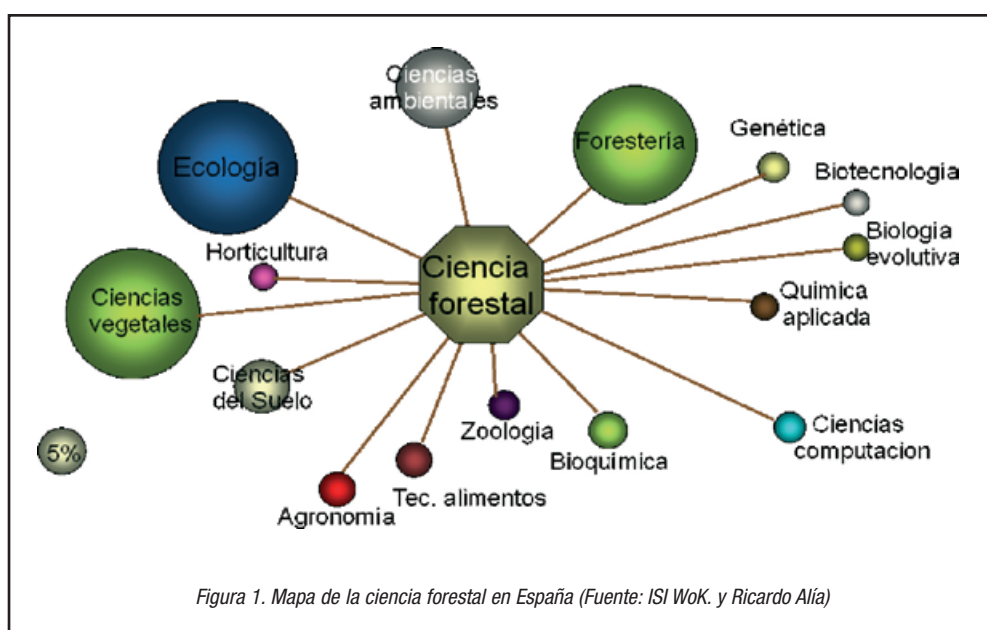 Ciencias
ambientales
Ecología
Forestería
Genética
Biotecnologia
Biologia
evolutiva
Horticultura
Ciencia
forestal
Ciencias
vegetales
Quimica
aplicada
Ciencias
del Suelo
Zoologia
Bioquimica
Ciencias
computacion
5%
Tec. alimentos
Agronomia
Figura 1. Mapa de la ciencia forestal en España (Fuente: ISI WoK. y Ricardo Alía)